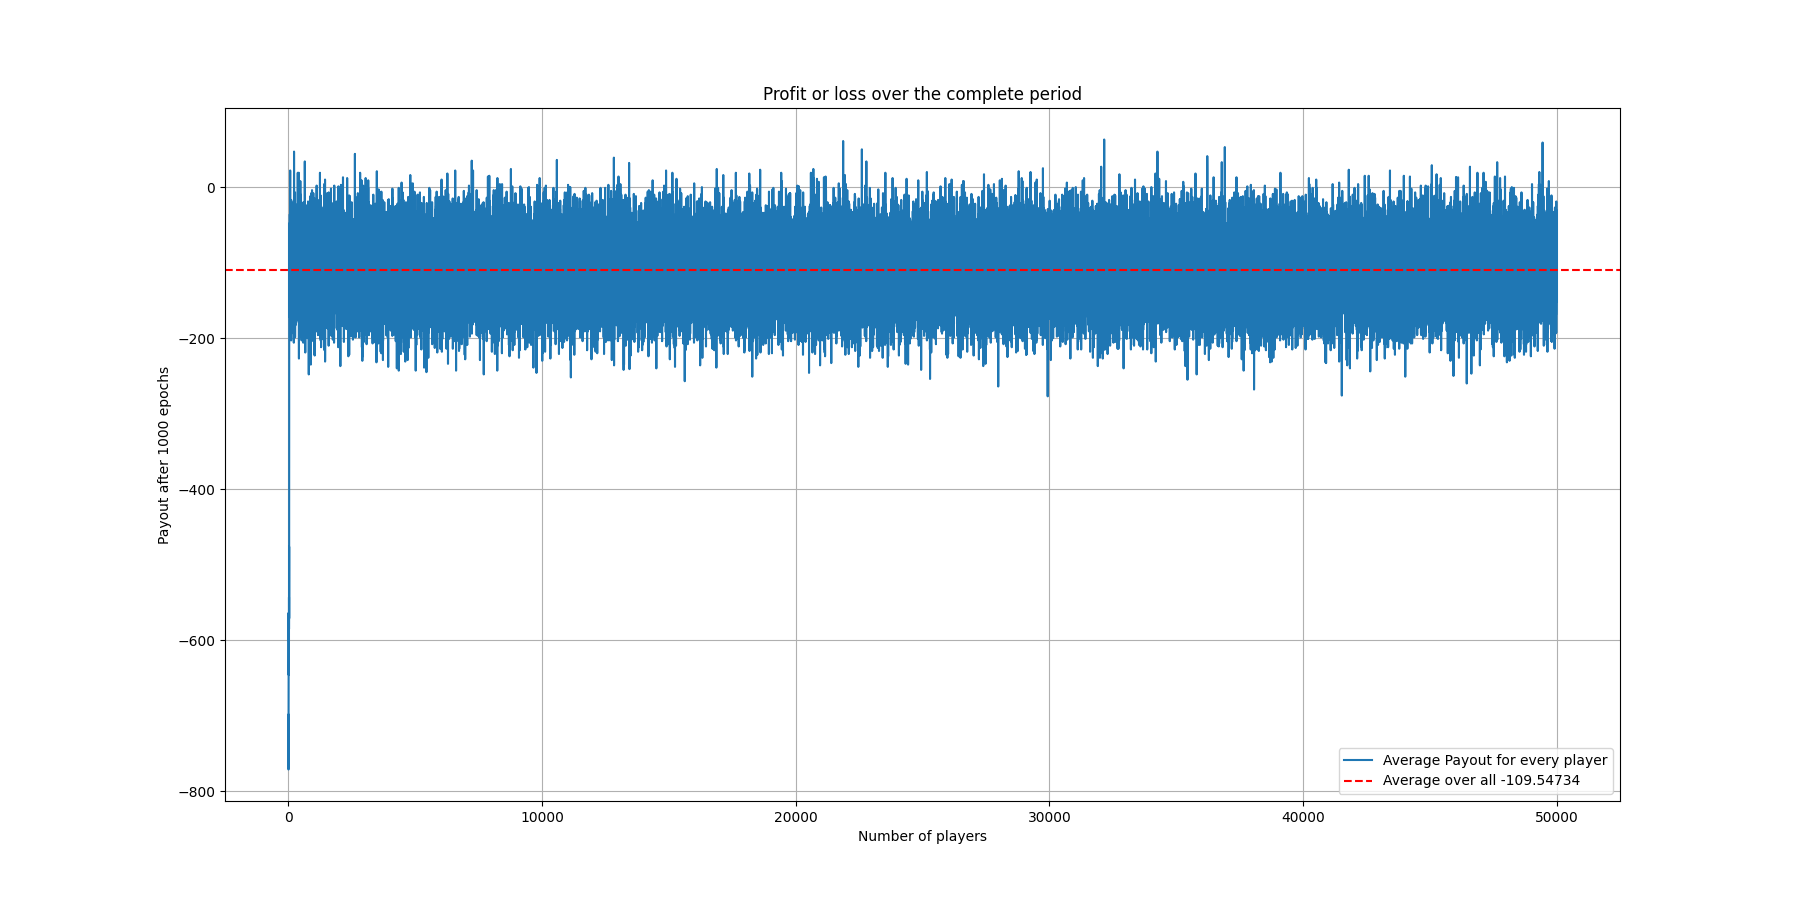 Profit or loss over the complete period
Payout after 1000 epochs
0
−200
−400
−600
−800
0
10000
20000
30000
40000
50000
Number of players
Average Payout for every player
Average over all -109.54734